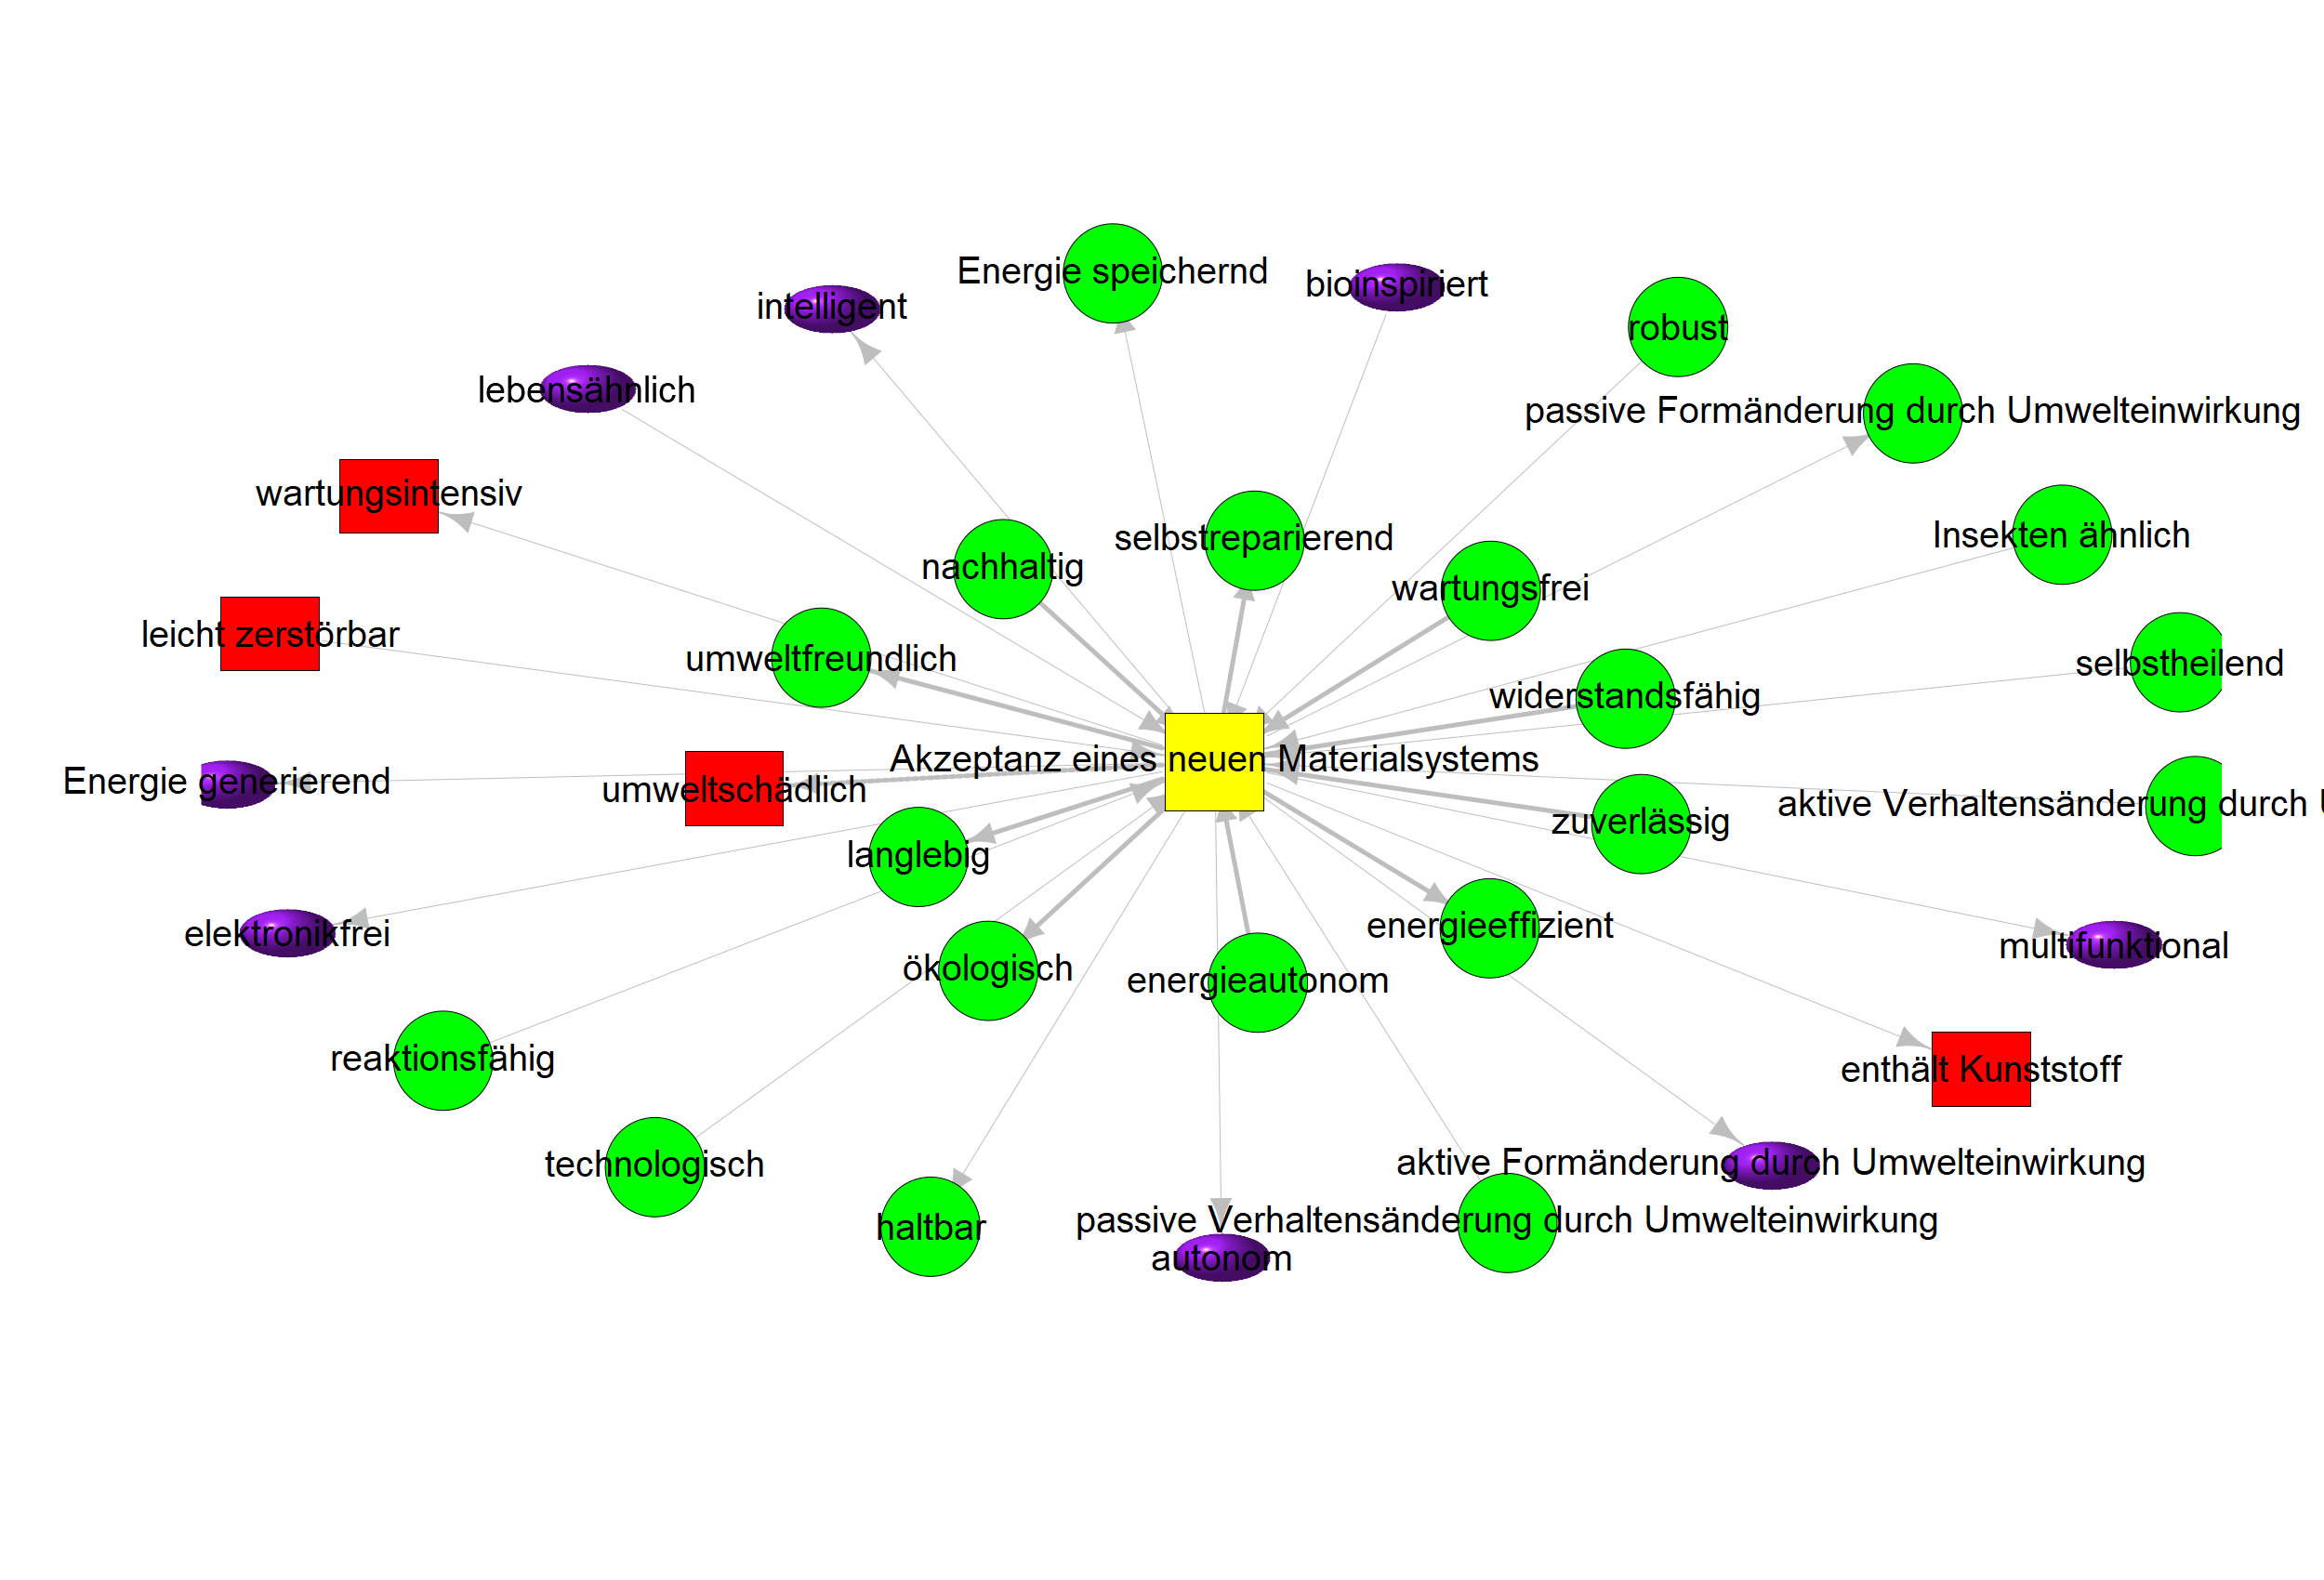 Energie speichernd
bioinspiriert
intelligent
robust
lebensähnlich
passive Formänderung durch Umwelteinwirkung
wartungsintensiv
Insekten ähnlich
selbstreparierend
nachhaltig
wartungsfrei
leicht zerstörbar
umweltfreundlich
selbstheilend
widerstandsfähig
Akzeptanz eines neuen Materialsystems
Energie generierend
umweltschädlich
aktive Verhaltensänderung durch
zuverlässig
langlebig
energieeffizient
elektronikfrei
multifunktional
ökologisch
energieautonom
reaktionsfähig
enthält Kunststoff
technologisch
aktive Formänderung durch Umwelteinwirkung
haltbar
passive Verhaltensänderung durch Umwelteinwirkung
autonom